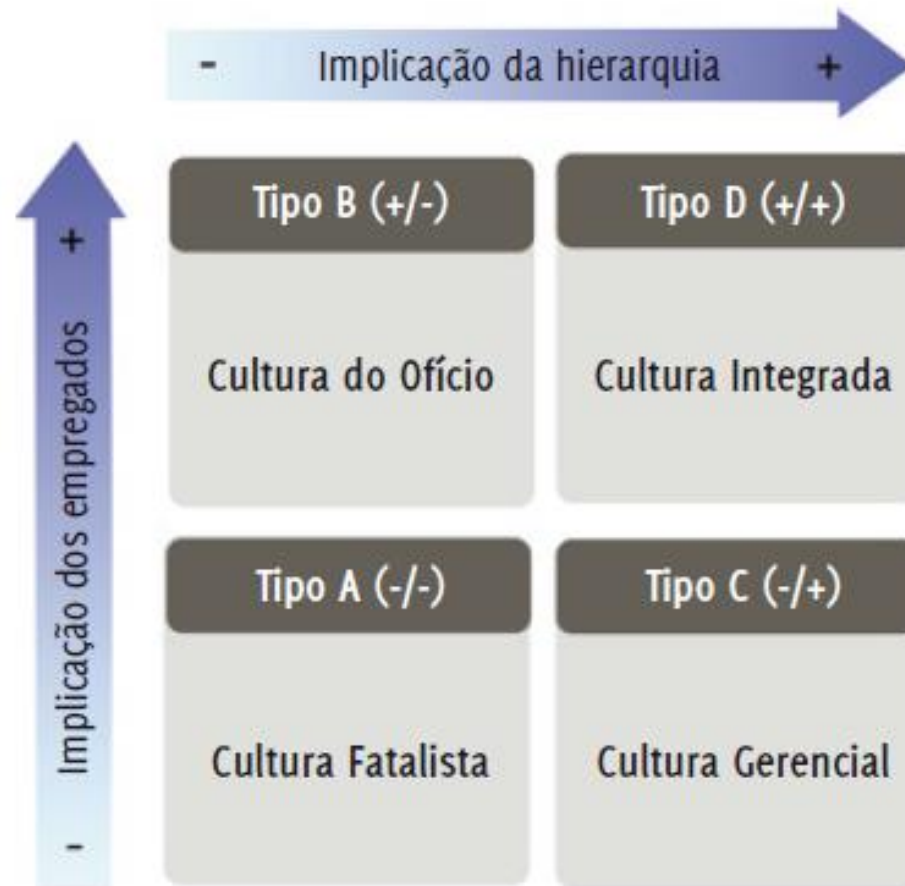 - Implicação da hierarquia +
- Implicação dos empregados +
Tipo B (+/-)
Cultura do Ofício
Tipo D (+/+)
Cultura Integrada
Tipo A (-/-)
Cultura Fatalista
Tipo C (-/+)
Cultura Gerencial